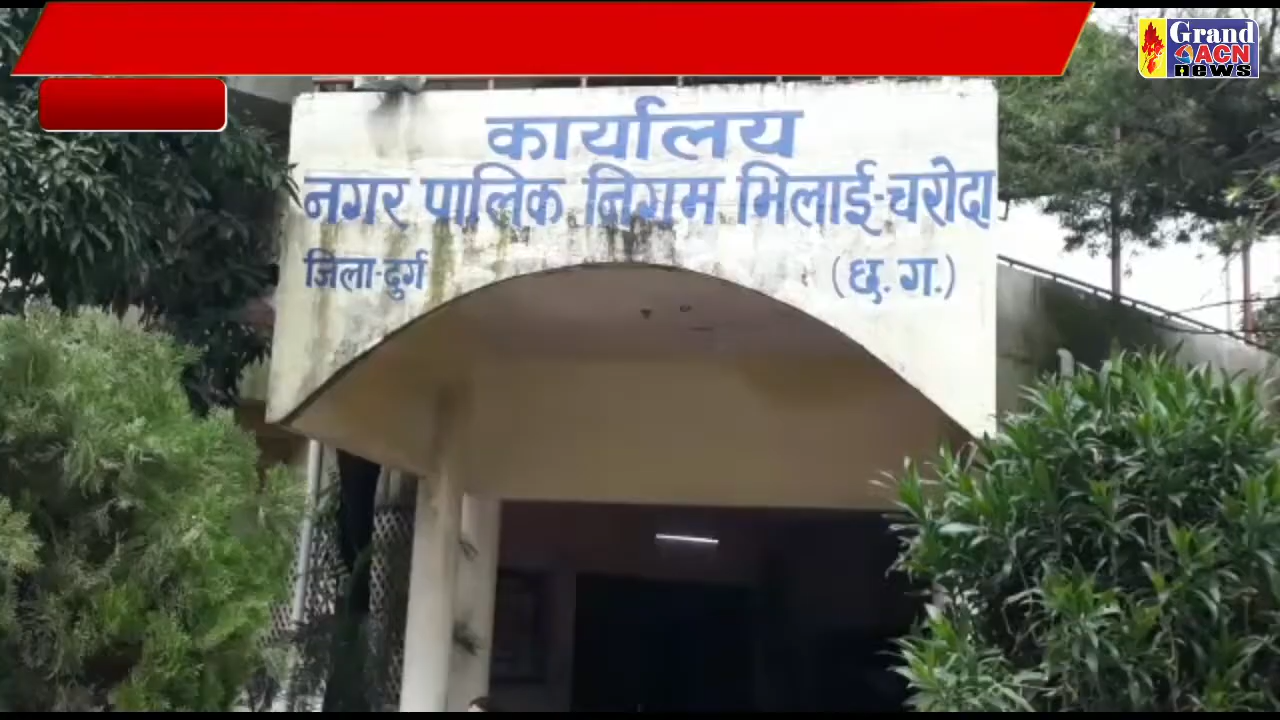 Grand
ACN
news
कार्यालय
नगर पालिक निगम भिलाई-चरोदा
जिला-दुर्ग
(छ. ग.)